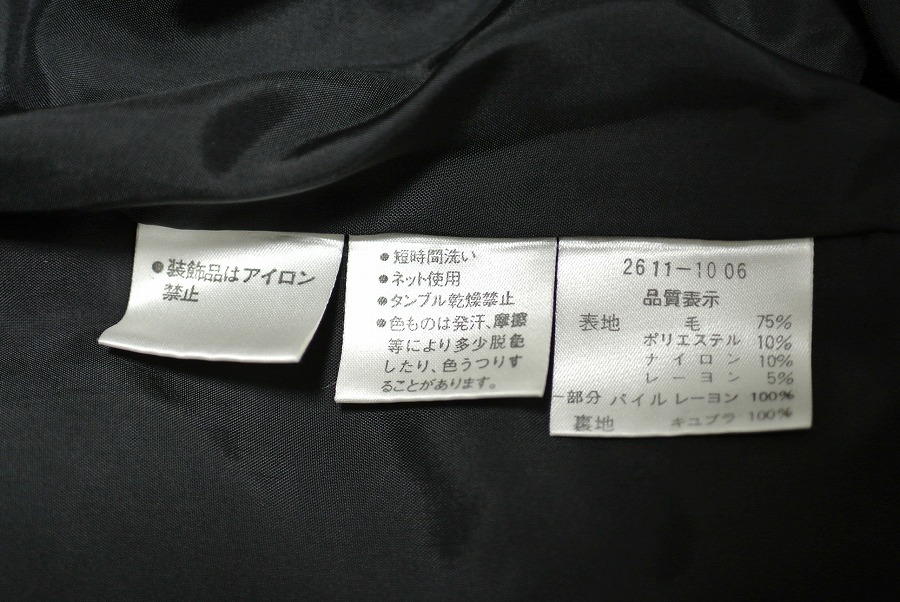 ●装飾品はアイロン
禁止
●短時間洗い
●ネット使用
●タンブル乾燥禁止
●色ものは発汗、摩擦
等により多少脱色
したり、色うつりす
ることがあります。
2611-1006
品質表示
表地 毛 75%
ポリエステル 10%
ナイロン 10%
レーヨン 5%
一部分 パイル レーヨン 100%
裏地 キュプラ 100%